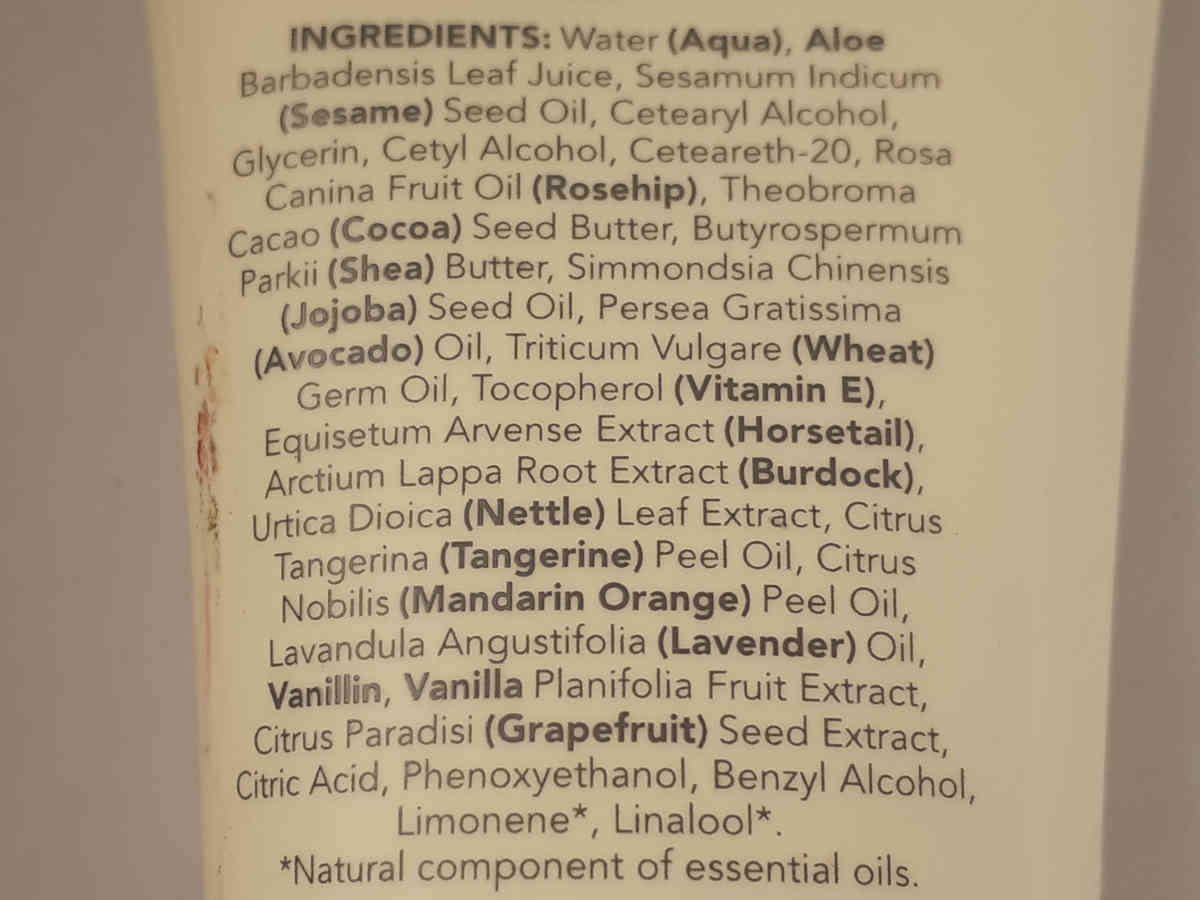 INGREDIENTS: Water (Aqua), Aloe
Barbadensis Leaf Juice, Sesamum Indicum
(Sesame) Seed Oil, Cetearyl Alcohol,
Glycerin, Cetyl Alcohol, Ceteareth-20, Rosa
Canina Fruit Oil (Rosehip), Theobroma
Cacao (Cocoa) Seed Butter, Butyrospermum
Parkii (Shea) Butter, Simmondsia Chinensis
(Jojoba) Seed Oil, Persea Gratissima
(Avocado) Oil, Triticum Vulgare (Wheat)
Germ Oil, Tocopherol (Vitamin E),
Equisetum Arvense Extract (Horsetail),
Arctium Lappa Root Extract (Burdock),
Urtica Dioica (Nettle) Leaf Extract, Citrus
Tangerina (Tangerine) Peel Oil, Citrus
Nobilis (Mandarin Orange) Peel Oil,
Lavandula Angustifolia (Lavender) Oil,
Vanillin, Vanilla Planifolia Fruit Extract,
Citrus Paradisi (Grapefruit) Seed Extract,
Citric Acid, Phenoxyethanol, Benzyl Alcohol,
Limonene*, Linalool*.
*Natural component of essential oils.